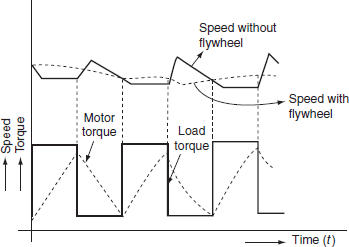 Speed without
flywheel
Speed with
flywheel
Motor
torque
Load
torque
Speed
Torque
Time (t)